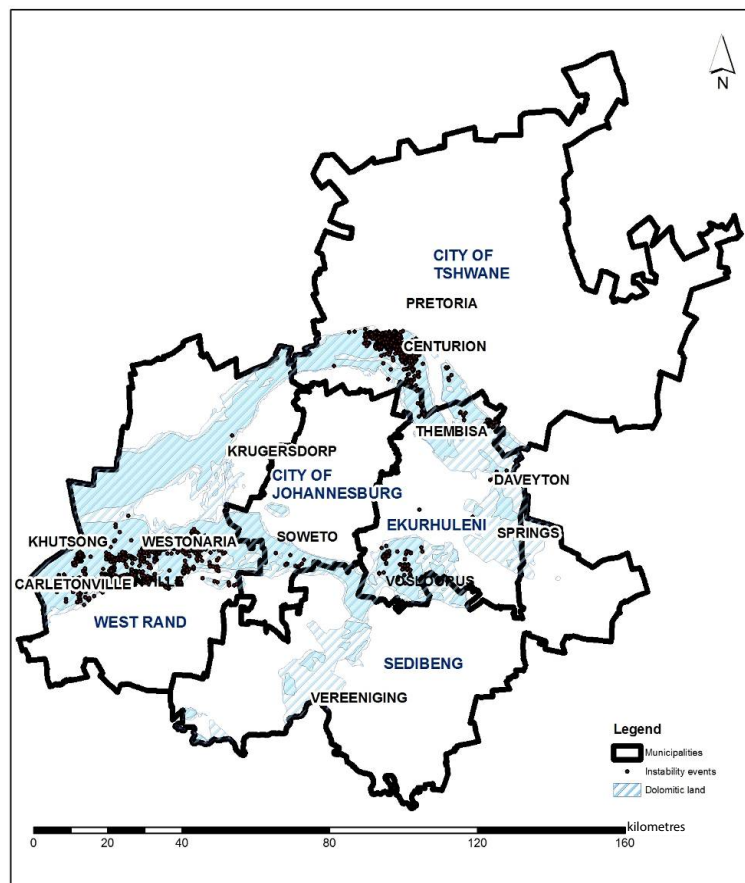 N
CITY OF
TSHWANE
PRETORIA
CENTURION
THEMBISA
KRUGERSDORP
CITY OF
JOHANNESBURG
DAVEYTON
EKURHULENI
KHUTSONG
WESTONARIA
SOWETO
SPRINGS
CARLETONVILLE
VOSLOORUS
WEST RAND
SEDIBENG
VEREENIGING
Legend
Municipalities
Instability events
Dolomitic land
kilometres
0 20 40 80 120 160